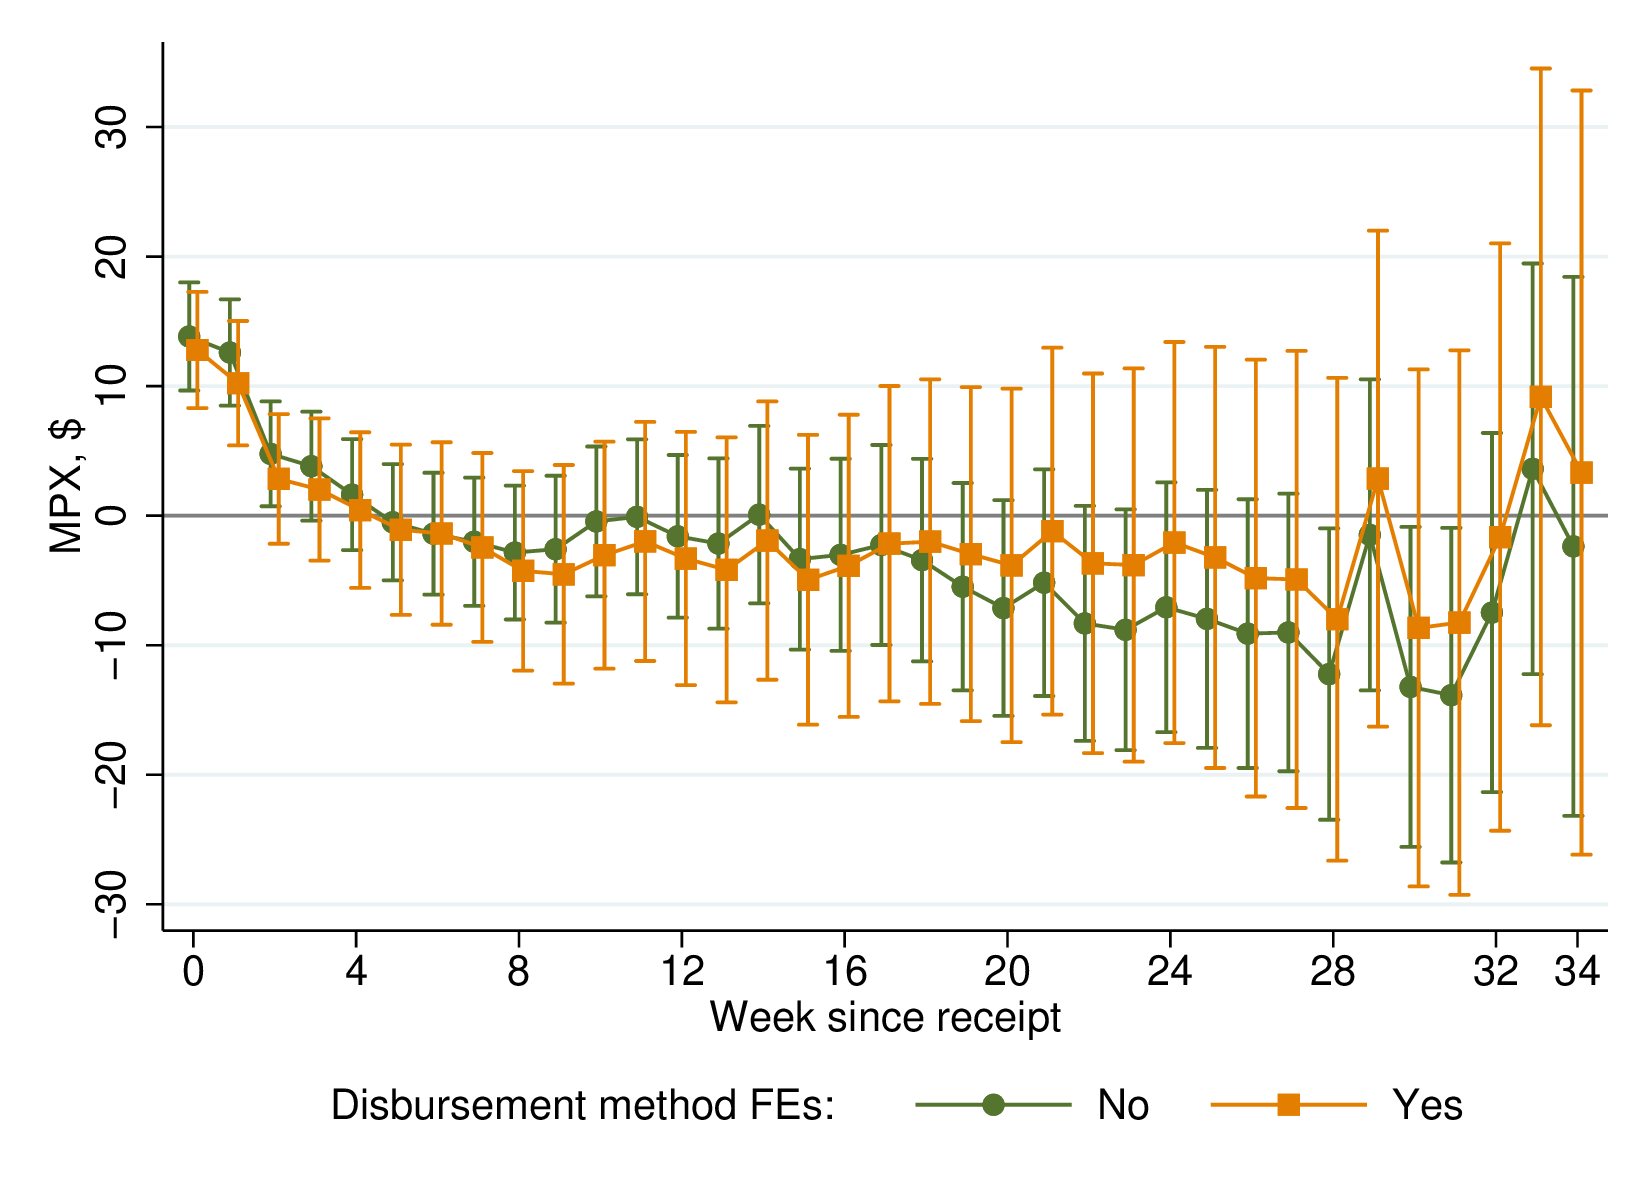 MPX, $
30
20
10
0
−10
−20
−30
0 4 8 12 16 20 24 28 32 34
Week since receipt
Disbursement method FEs: No Yes